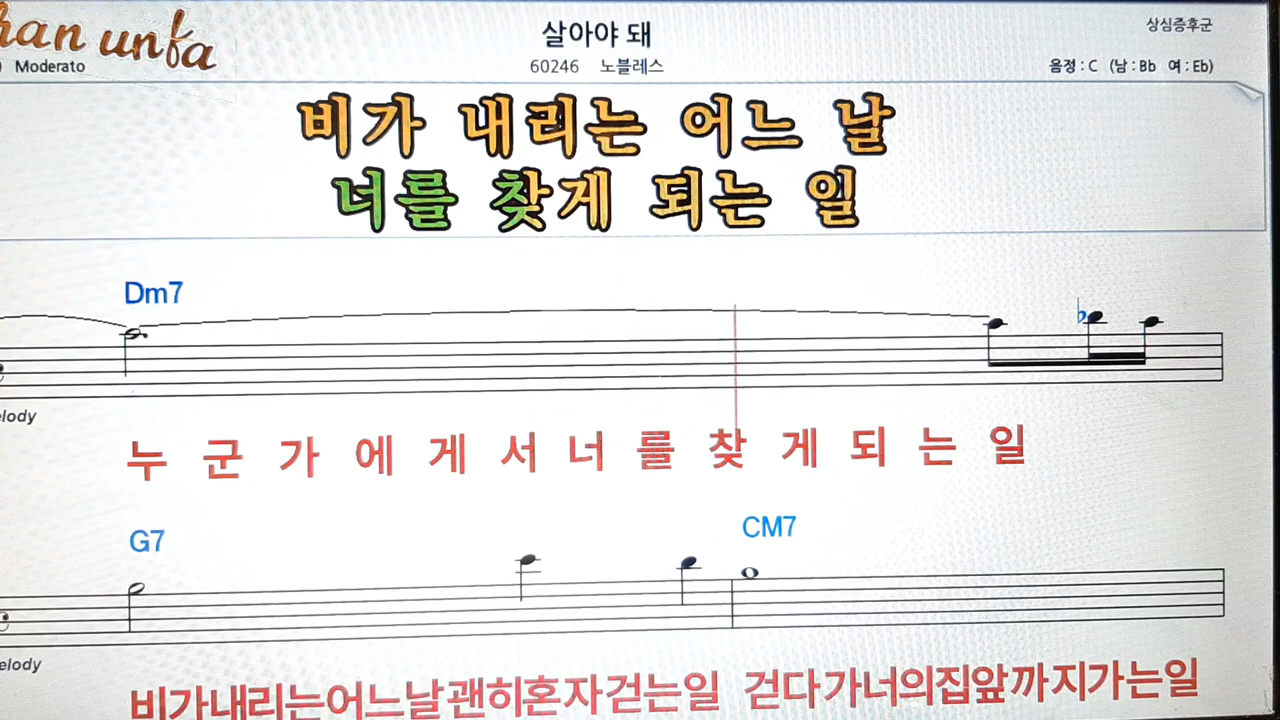 han unfa
살아야 돼
상심증후군
Moderato
60246 노블레스
음정 : C (남 : Bb 여 : Eb)
비가 내리는 어느 날
너를 찾게 되는 일
Dm7
elody
누 군 가 에 게 서 너 를 찾 게 되 는 일
G7
CM7
elody
비가내리는어느날괜히혼자걷는일 걷다가너의집앞까지가는일